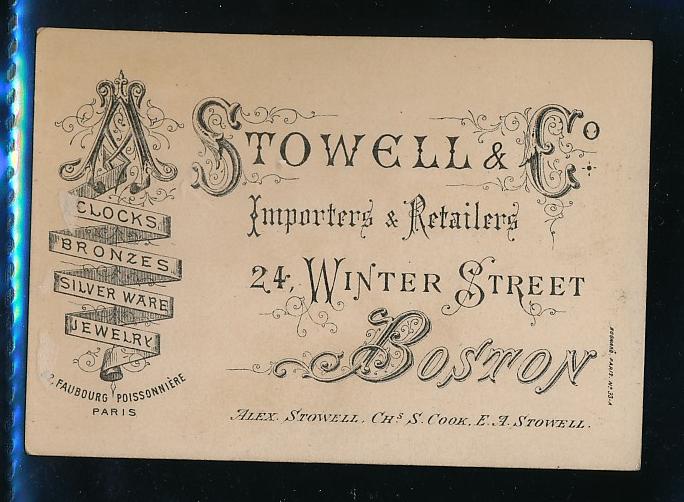 A STOWELL & Co
Importers & Retailers
24, WINTER STREET
BOSTON
ALEX. STOWELL, CHS S. COOK, E. A. STOWELL.
CLOCKS
BRONZES
SILVER WARE
JEWELRY
2, FAUBOURG POISSONNIÈRE
PARIS